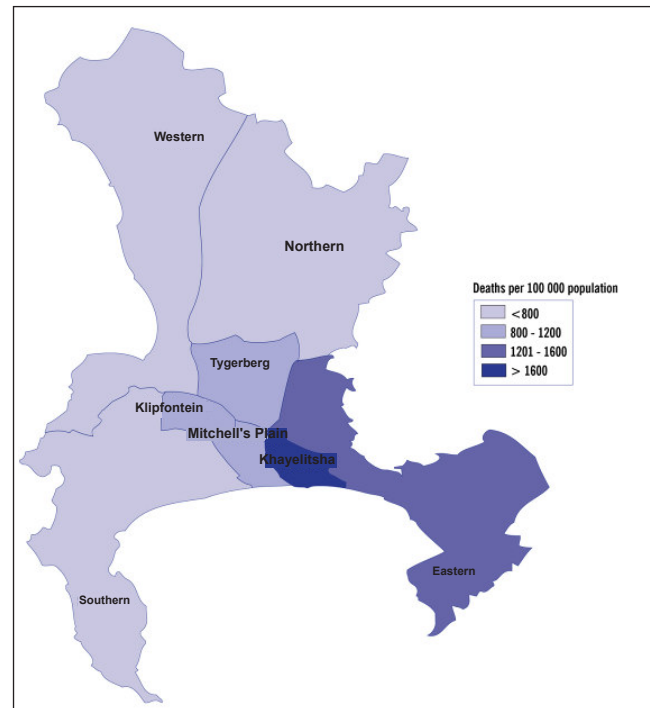 Western
Northern
Deaths per 100 000 population
<800
800 - 1200
1201 - 1600
> 1600
Tygerberg
Klipfontein
Mitchell's Plain
Khayelitsha
Eastern
Southern